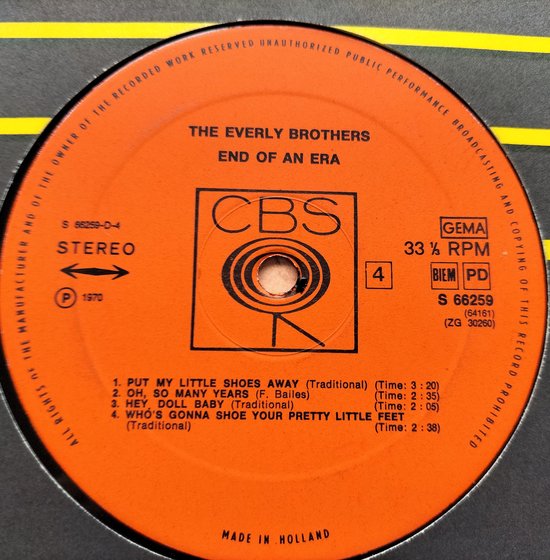 ALL RIGHTS OF THE MANUFACTURER AND OF THE OWNER OF THE RECORDED WORK RESERVED UNAUTHORIZED PUBLIC PERFORMANCE BROADCASTING AND COPYING OF THIS RECORD PROHIBITED
THE EVERLY BROTHERS
END OF AN ERA
CBS
S 66259-D-4
STEREO
℗ 1970
GEMA
33 ⅓ RPM
4
BIEM PD
S 66259
(64161)
(ZG 30260)
1. PUT MY LITTLE SHOES AWAY (Traditional) (Time: 3 : 20)
2. OH, SO MANY YEARS (F. Bailes) (Time: 2 : 35)
3. HEY, DOLL BABY (Traditional) (Time: 2 : 05)
4. WHO'S GONNA SHOE YOUR PRETTY LITTLE FEET
(Traditional) (Time: 2 : 38)
MADE IN HOLLAND